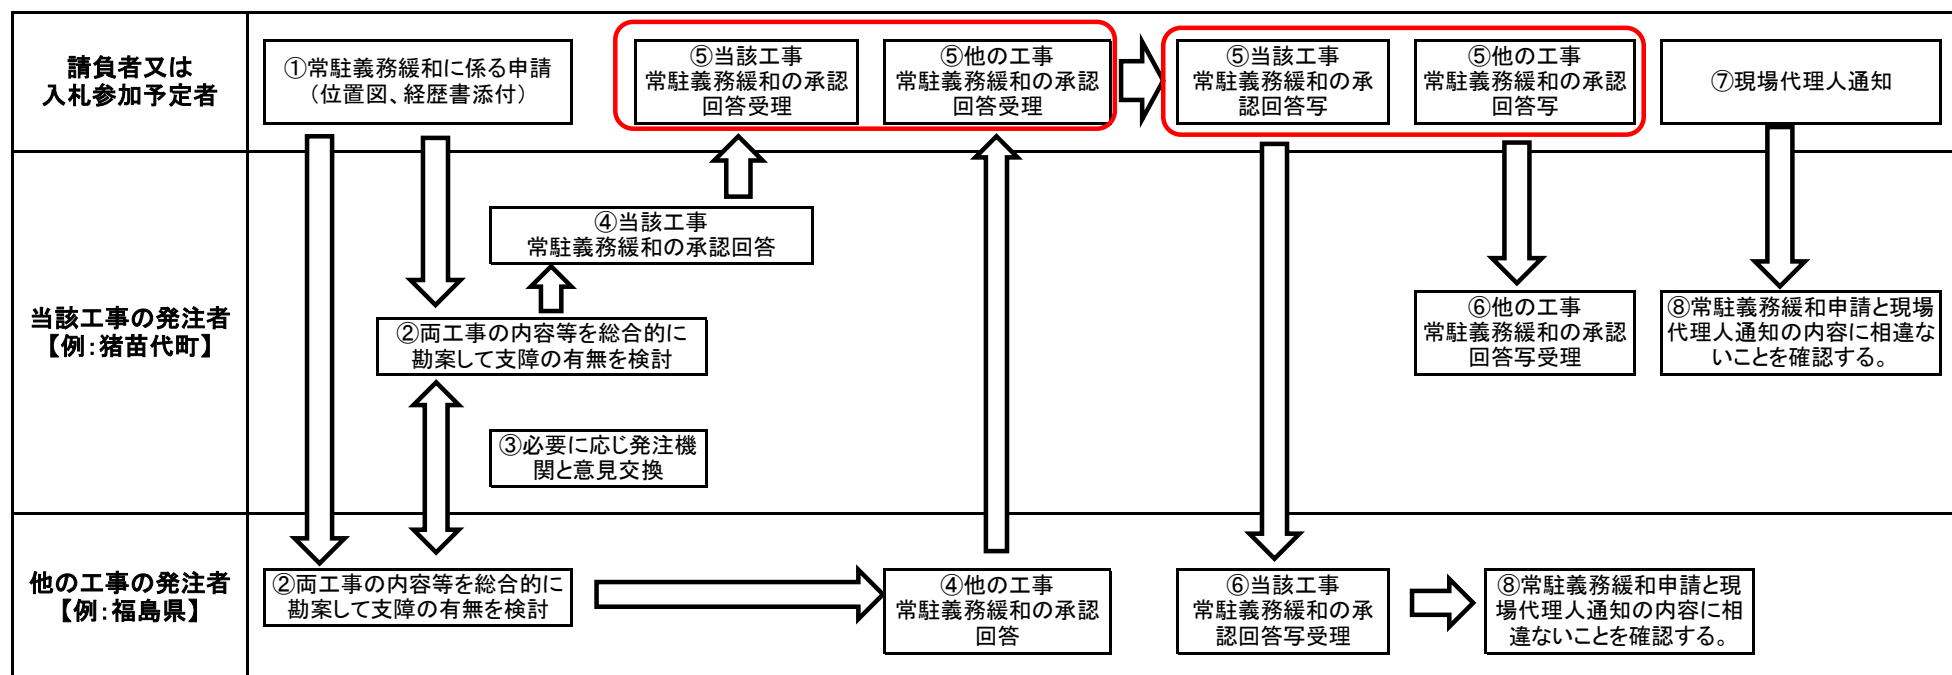 請負者又は
入札参加予定者
①常駐義務緩和に係る申請
（位置図、経歴書添付）
⑤当該工事
常駐義務緩和の承認
回答受理
⑤他の工事
常駐義務緩和の承認
回答受理
⑤当該工事
常駐義務緩和の承
認回答写
⑤他の工事
常駐義務緩和の承認
回答写
⑦現場代理人通知
当該工事の発注者
【例：猪苗代町】
④当該工事
常駐義務緩和の承認回答
②両工事の内容等を総合的に
勘案して支障の有無を検討
③必要に応じ発注機
関と意見交換
⑥他の工事
常駐義務緩和の承認
回答写受理
⑧常駐義務緩和申請と現場
代理人通知の内容に相違な
いことを確認する。
他の工事の発注者
【例：福島県】
②両工事の内容等を総合的に
勘案して支障の有無を検討
④他の工事
常駐義務緩和の承認
回答
⑥当該工事
常駐義務緩和の承
認回答写受理
⑧常駐義務緩和申請と現
場代理人通知の内容に相
違ないことを確認する。